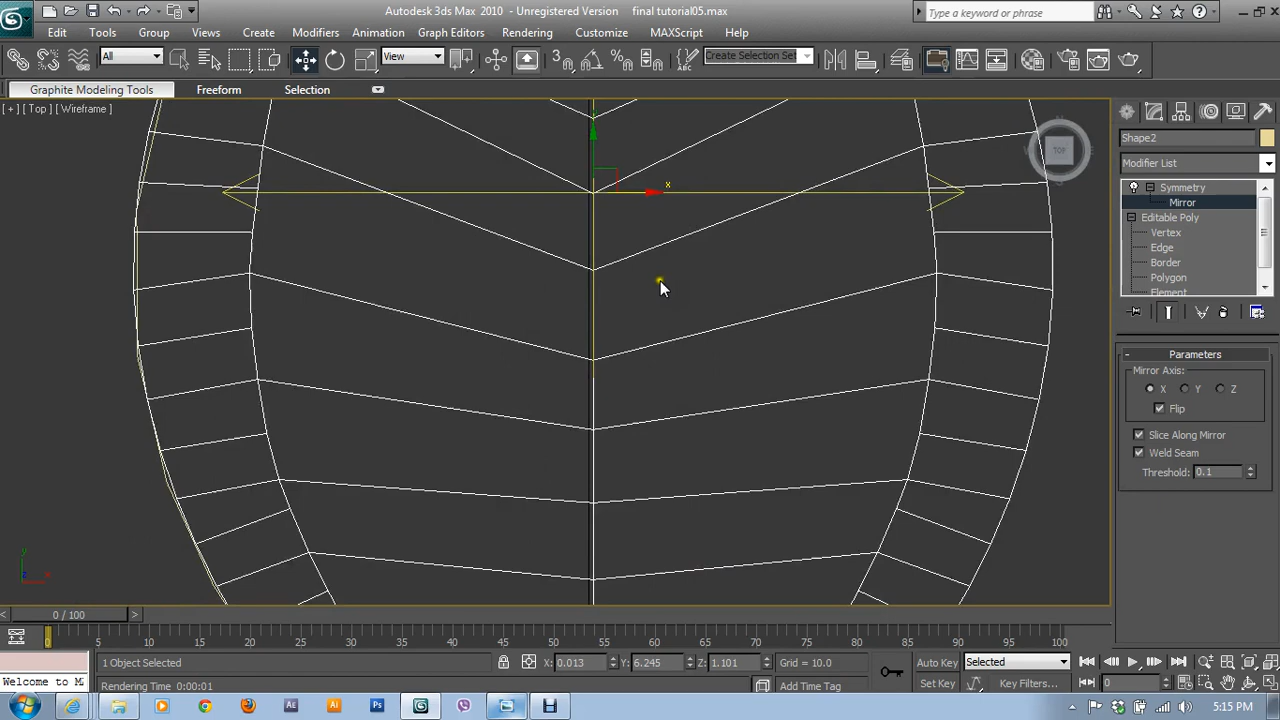 Autodesk 3ds Max 2010 - Unregistered Version final tutorial05.max
Type a keyword or phrase
Edit Tools Group Views Create Modifiers Animation Graph Editors Rendering Customize MAXScript Help
All View Create Selection Set
Graphite Modeling Tools Freeform Selection
[ + ] [ Top ] [ Wireframe ]
TOP
x
y
Shape2
Modifier List
Symmetry
Mirror
Editable Poly
Vertex
Edge
Border
Polygon
Element
- Parameters
Mirror Axis:
X Y Z
Flip
Slice Along Mirror
Weld Seam
Threshold: 0.1
< 0 / 100 >
0 5 10 15 20 25 30 35 40 45 50 55 60 65 70 75 80 85 90 95 100
1 Object Selected X: 0.013 Y: 6.245 Z: 1.101 Grid = 10.0 Auto Key Selected
Welcome to M Rendering Time 0:00:01 Add Time Tag Set Key Key Filters... 0
5:15 PM